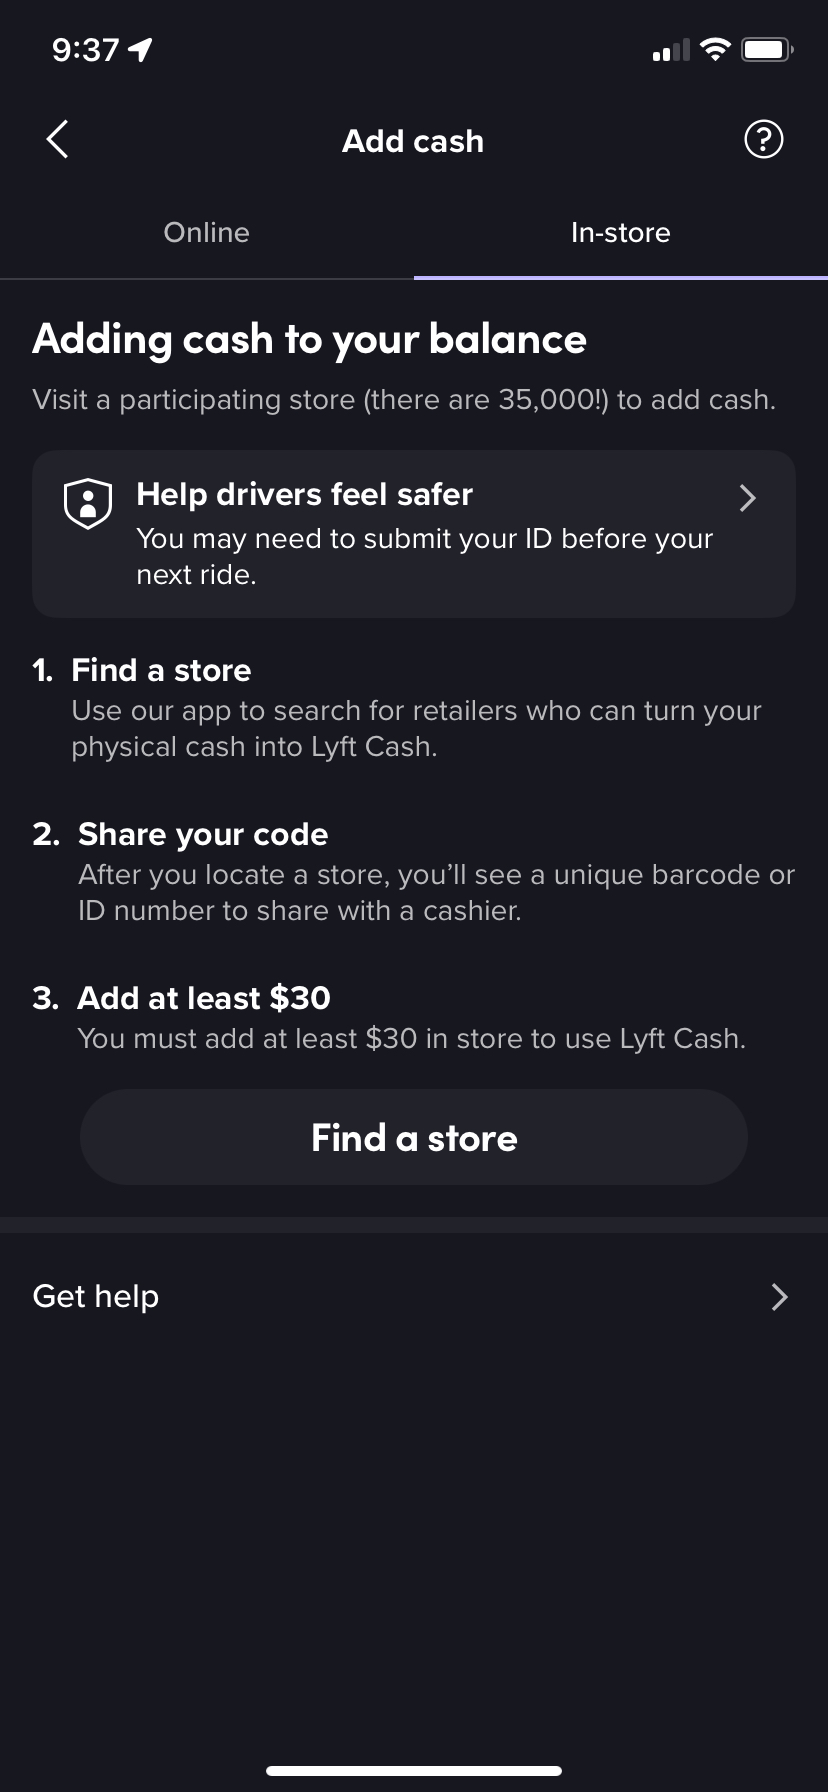 9:37
Add cash
?
Online
In-store
Adding cash to your balance
Visit a participating store (there are 35,000!) to add cash.
Help drivers feel safer
You may need to submit your ID before your
next ride.
1. Find a store
Use our app to search for retailers who can turn your
physical cash into Lyft Cash.
2. Share your code
After you locate a store, you’ll see a unique barcode or
ID number to share with a cashier.
3. Add at least $30
You must add at least $30 in store to use Lyft Cash.
Find a store
Get help